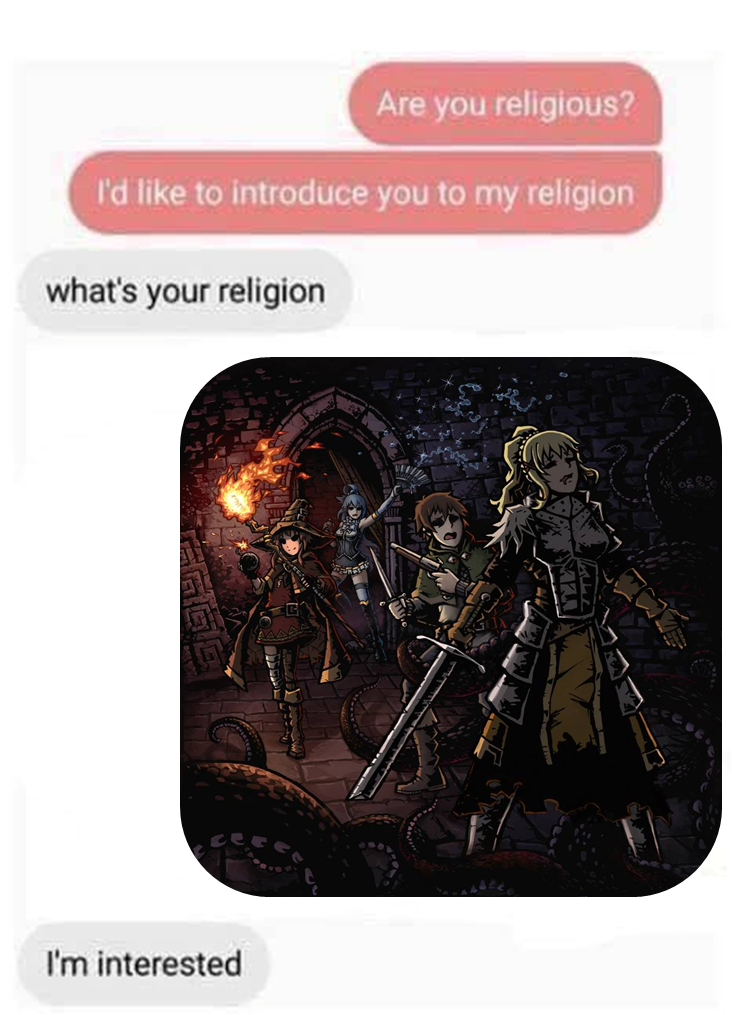 Are you religious?
I'd like to introduce you to my religion
what's your religion
I'm interested